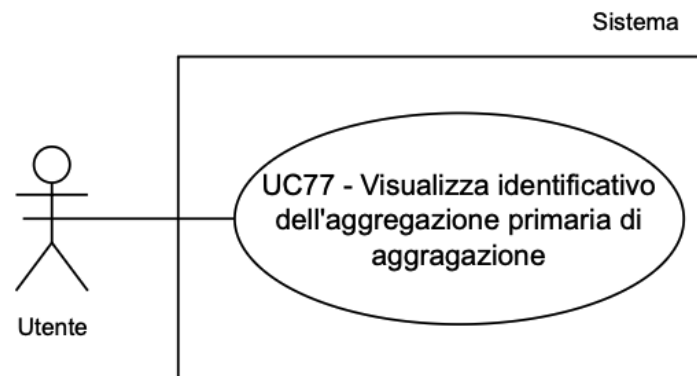 Sistema
UC77 - Visualizza identificativo
dell'aggregazione primaria di
aggragazione
Utente